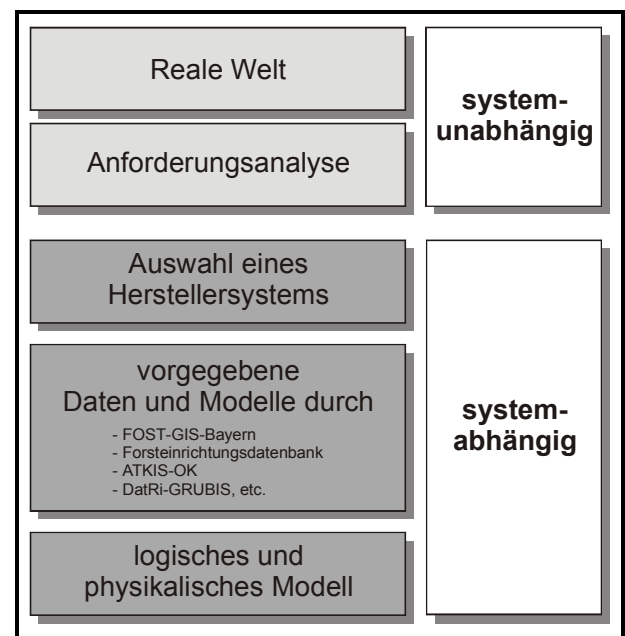 Reale Welt
Anforderungsanalyse
system-
unabhängig
Auswahl eines
Herstellersystems
vorgegebene
Daten und Modelle durch
- FOST-GIS-Bayern
- Forsteinrichtungsdatenbank
- ATKIS-OK
- DatRi-GRUBIS, etc.
logisches und
physikalisches Modell
system-
abhängig